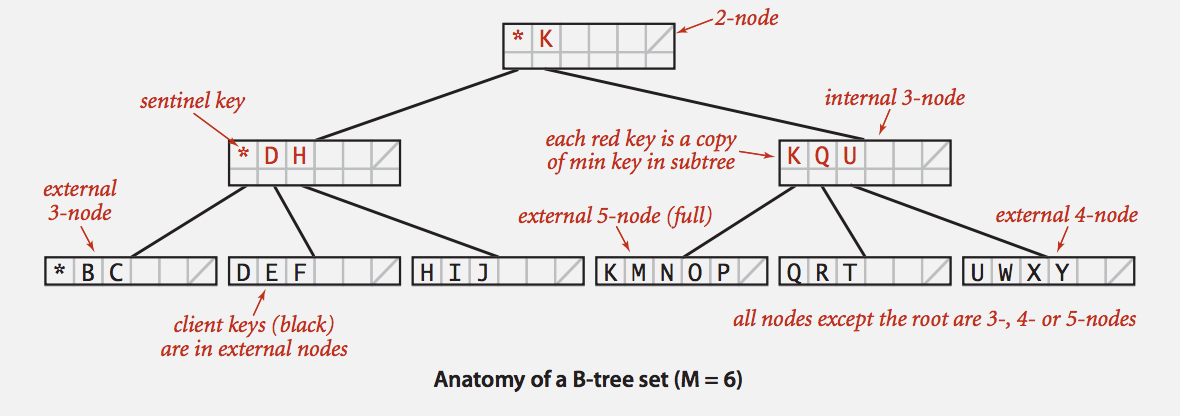 2-node
* K
sentinel key
internal 3-node
* D H
each red key is a copy
of min key in subtree
K Q U
external
3-node
external 5-node (full)
external 4-node
* B C
D E F
H I J
K M N O P
Q R T
U W X Y
client keys (black)
are in external nodes
all nodes except the root are 3-, 4- or 5-nodes
Anatomy of a B-tree set (M = 6)